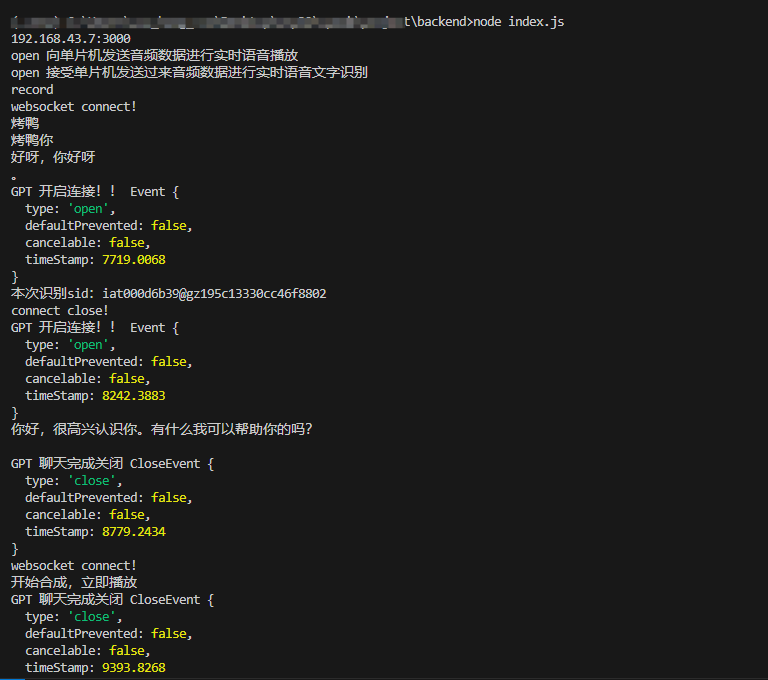 t\backend>node index.js
192.168.43.7:3000
open 向单片机发送音频数据进行实时语音播放
open 接受单片机发送过来音频数据进行实时语音文字识别
record
websocket connect!
烤鸭
烤鸭你
好呀，你好呀
。
GPT 开启连接！！ Event {
  type: 'open',
  defaultPrevented: false,
  cancelable: false,
  timeStamp: 7719.0068
}
本次识别sid：iat000d6b39@gz195c13330cc46f8802
connect close!
GPT 开启连接！！ Event {
  type: 'open',
  defaultPrevented: false,
  cancelable: false,
  timeStamp: 8242.3883
}
你好，很高兴认识你。有什么我可以帮助你的吗？
GPT 聊天完成关闭 CloseEvent {
  type: 'close',
  defaultPrevented: false,
  cancelable: false,
  timeStamp: 8779.2434
}
websocket connect!
开始合成，立即播放
GPT 聊天完成关闭 CloseEvent {
  type: 'close',
  defaultPrevented: false,
  cancelable: false,
  timeStamp: 9393.8268